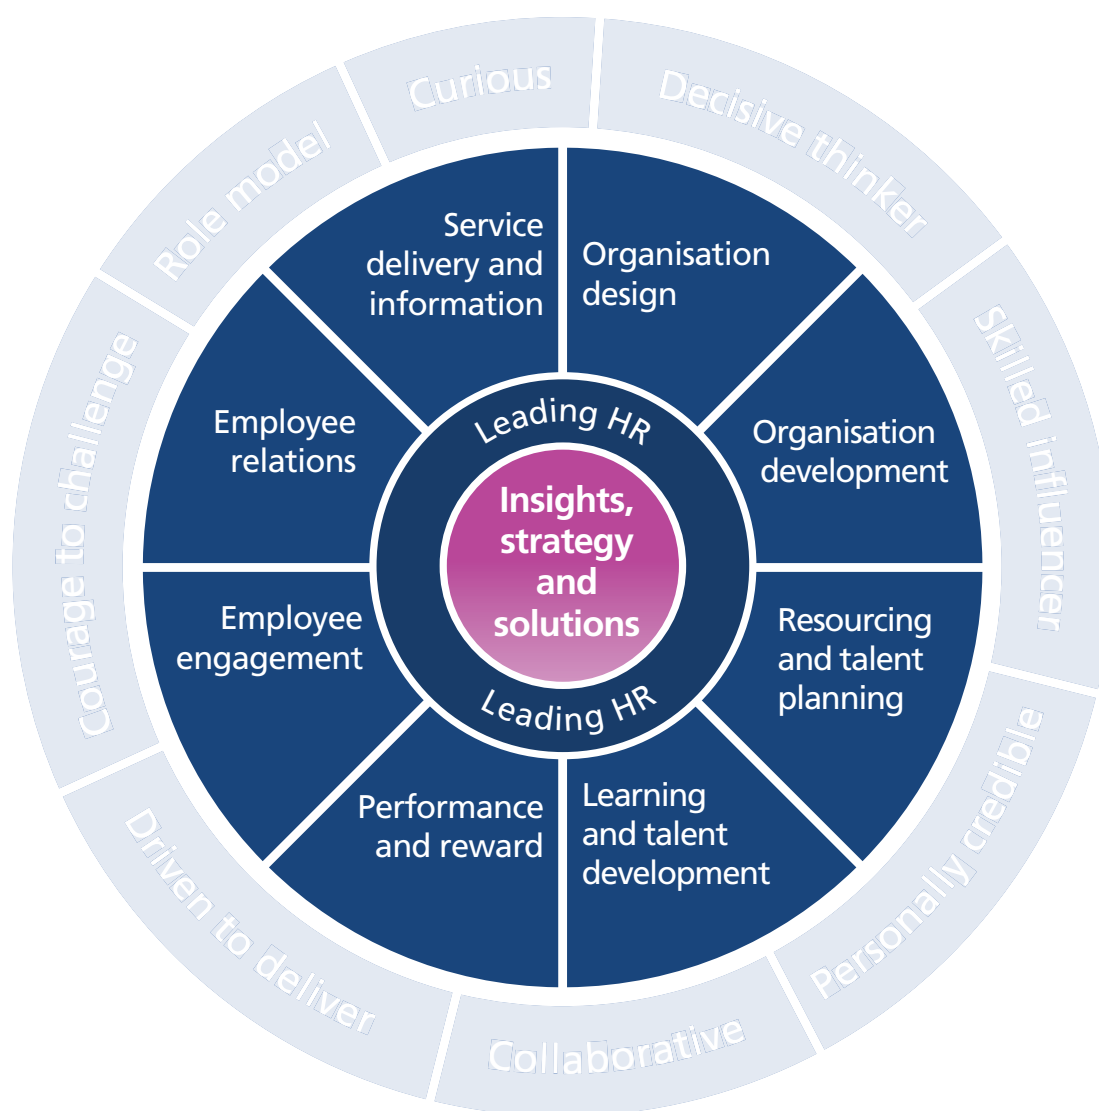 Curious
Decisive thinker
Skilled influencer
Personally credible
Collaborative
Driven to deliver
Courage to challenge
Role model
Service
delivery and
information
Organisation
design
Organisation
development
Resourcing
and talent
planning
Learning
and talent
development
Performance
and reward
Employee
engagement
Employee
relations
Leading HR
Insights,
strategy
and
solutions
Leading HR